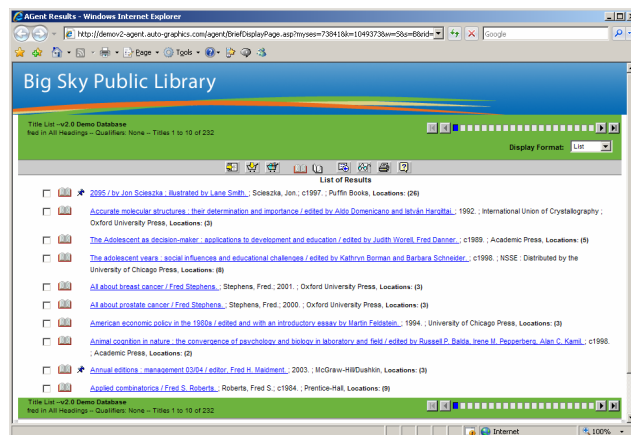 AGent Results - Windows Internet Explorer
http://demov2-agent.auto-graphics.com/agent/BriefDisplayPage.asp?myses=73841&k=1049373&w=5&s=B&rid=
Google
Page
Tools
Big Sky Public Library
Title List --v2.0 Demo Database
fred in All Headings -- Qualifiers: None -- Titles 1 to 10 of 232
Display Format: List
List of Results
2095 / by Jon Scieszka ; illustrated by Lane Smith. ; Scieszka, Jon.; c1997. ; Puffin Books, Locations: (26)
Accurate molecular structures : their determination and importance / edited by Aldo Domenicano and István Hargittai. ; 1992. ; International Union of Crystallography ;
Oxford University Press, Locations: (3)
The Adolescent as decision-maker : applications to development and education / edited by Judith Worell, Fred Danner. ; c1989. ; Academic Press, Locations: (5)
The adolescent years : social influences and educational challenges / edited by Kathryn Borman and Barbara Schneider. ; c1998. ; NSSE : Distributed by the
University of Chicago Press, Locations: (8)
All about breast cancer / Fred Stephens. ; Stephens, Fred.; 2001. ; Oxford University Press, Locations: (3)
All about prostate cancer / Fred Stephens. ; Stephens, Fred.; 2000. ; Oxford University Press, Locations: (3)
American economic policy in the 1980s / edited and with an introductory essay by Martin Feldstein. ; 1994. ; University of Chicago Press, Locations: (3)
Animal cognition in nature : the convergence of psychology and biology in laboratory and field / edited by Russell P. Balda, Irene M. Pepperberg, Alan C. Kamil. ; c1998.
; Academic Press, Locations: (2)
Annual editions : management 03/04 / editor, Fred H. Maidment. ; 2003. ; McGraw-Hill/Dushkin, Locations: (3)
Applied combinatorics / Fred S. Roberts. ; Roberts, Fred S.; c1984. ; Prentice-Hall, Locations: (9)
Title List --v2.0 Demo Database
fred in All Headings -- Qualifiers: None -- Titles 1 to 10 of 232
Internet
100%